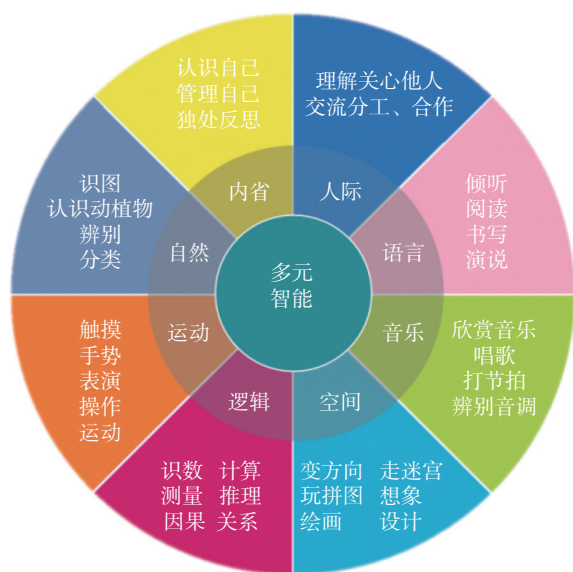 多元
智能
人际
理解关心他人
交流分工、合作
语言
倾听
阅读
书写
演说
音乐
欣赏音乐
唱歌
打节拍
辨别音调
空间
变方向 走迷宫
玩拼图 想象
绘画 设计
逻辑
识数 计算
测量 推理
因果 关系
运动
触摸
手势
表演
操作
运动
自然
识图
认识动植物
辨别
分类
内省
认识自己
管理自己
独处反思